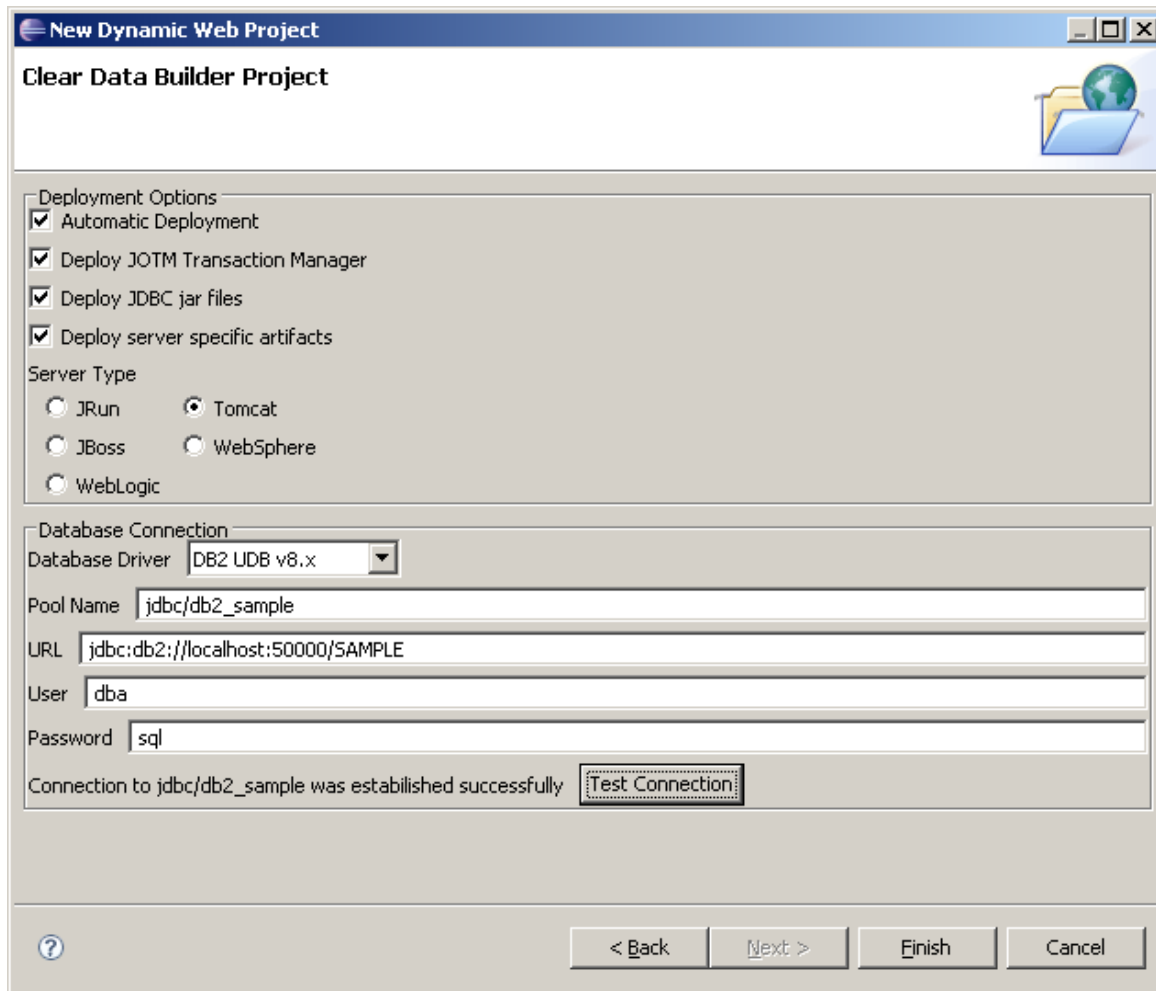 New Dynamic Web Project
Clear Data Builder Project
Deployment Options
Automatic Deployment
Deploy JOTM Transaction Manager
Deploy JDBC jar files
Deploy server specific artifacts
Server Type
JRun Tomcat
JBoss WebSphere
WebLogic
Database Connection
Database Driver DB2 UDB v8.x
Pool Name jdbc/db2_sample
URL jdbc:db2://localhost:50000/SAMPLE
User dba
Password sql
Connection to jdbc/db2_sample was estabilished successfully Test Connection
? < Back Next > Finish Cancel